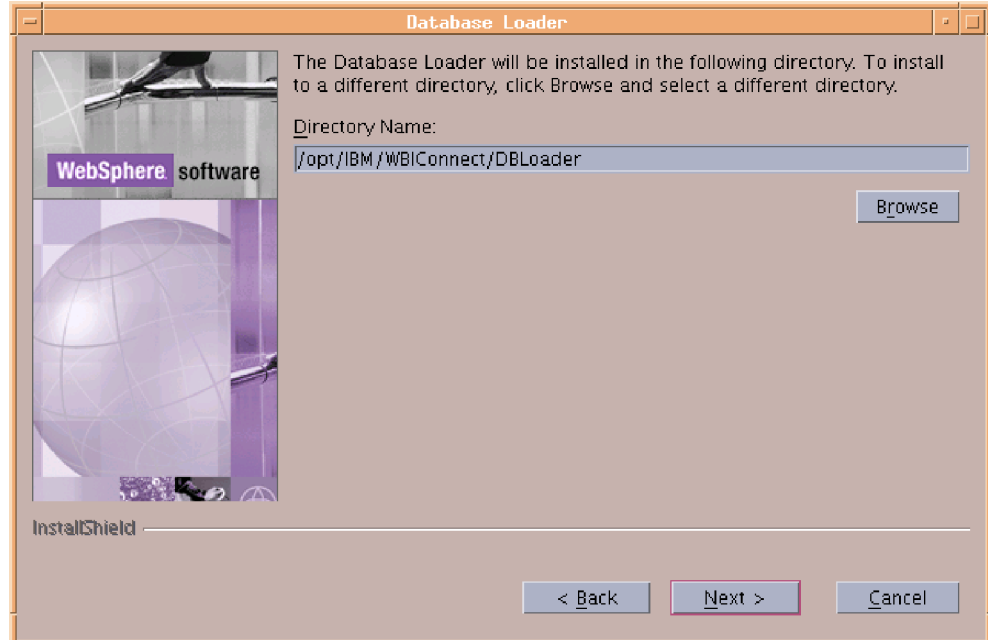 Database Loader
WebSphere software
The Database Loader will be installed in the following directory. To install
to a different directory, click Browse and select a different directory.
Directory Name:
/opt/IBM/WBIConnect/DBLoader
Browse
InstallShield
< Back
Next >
Cancel